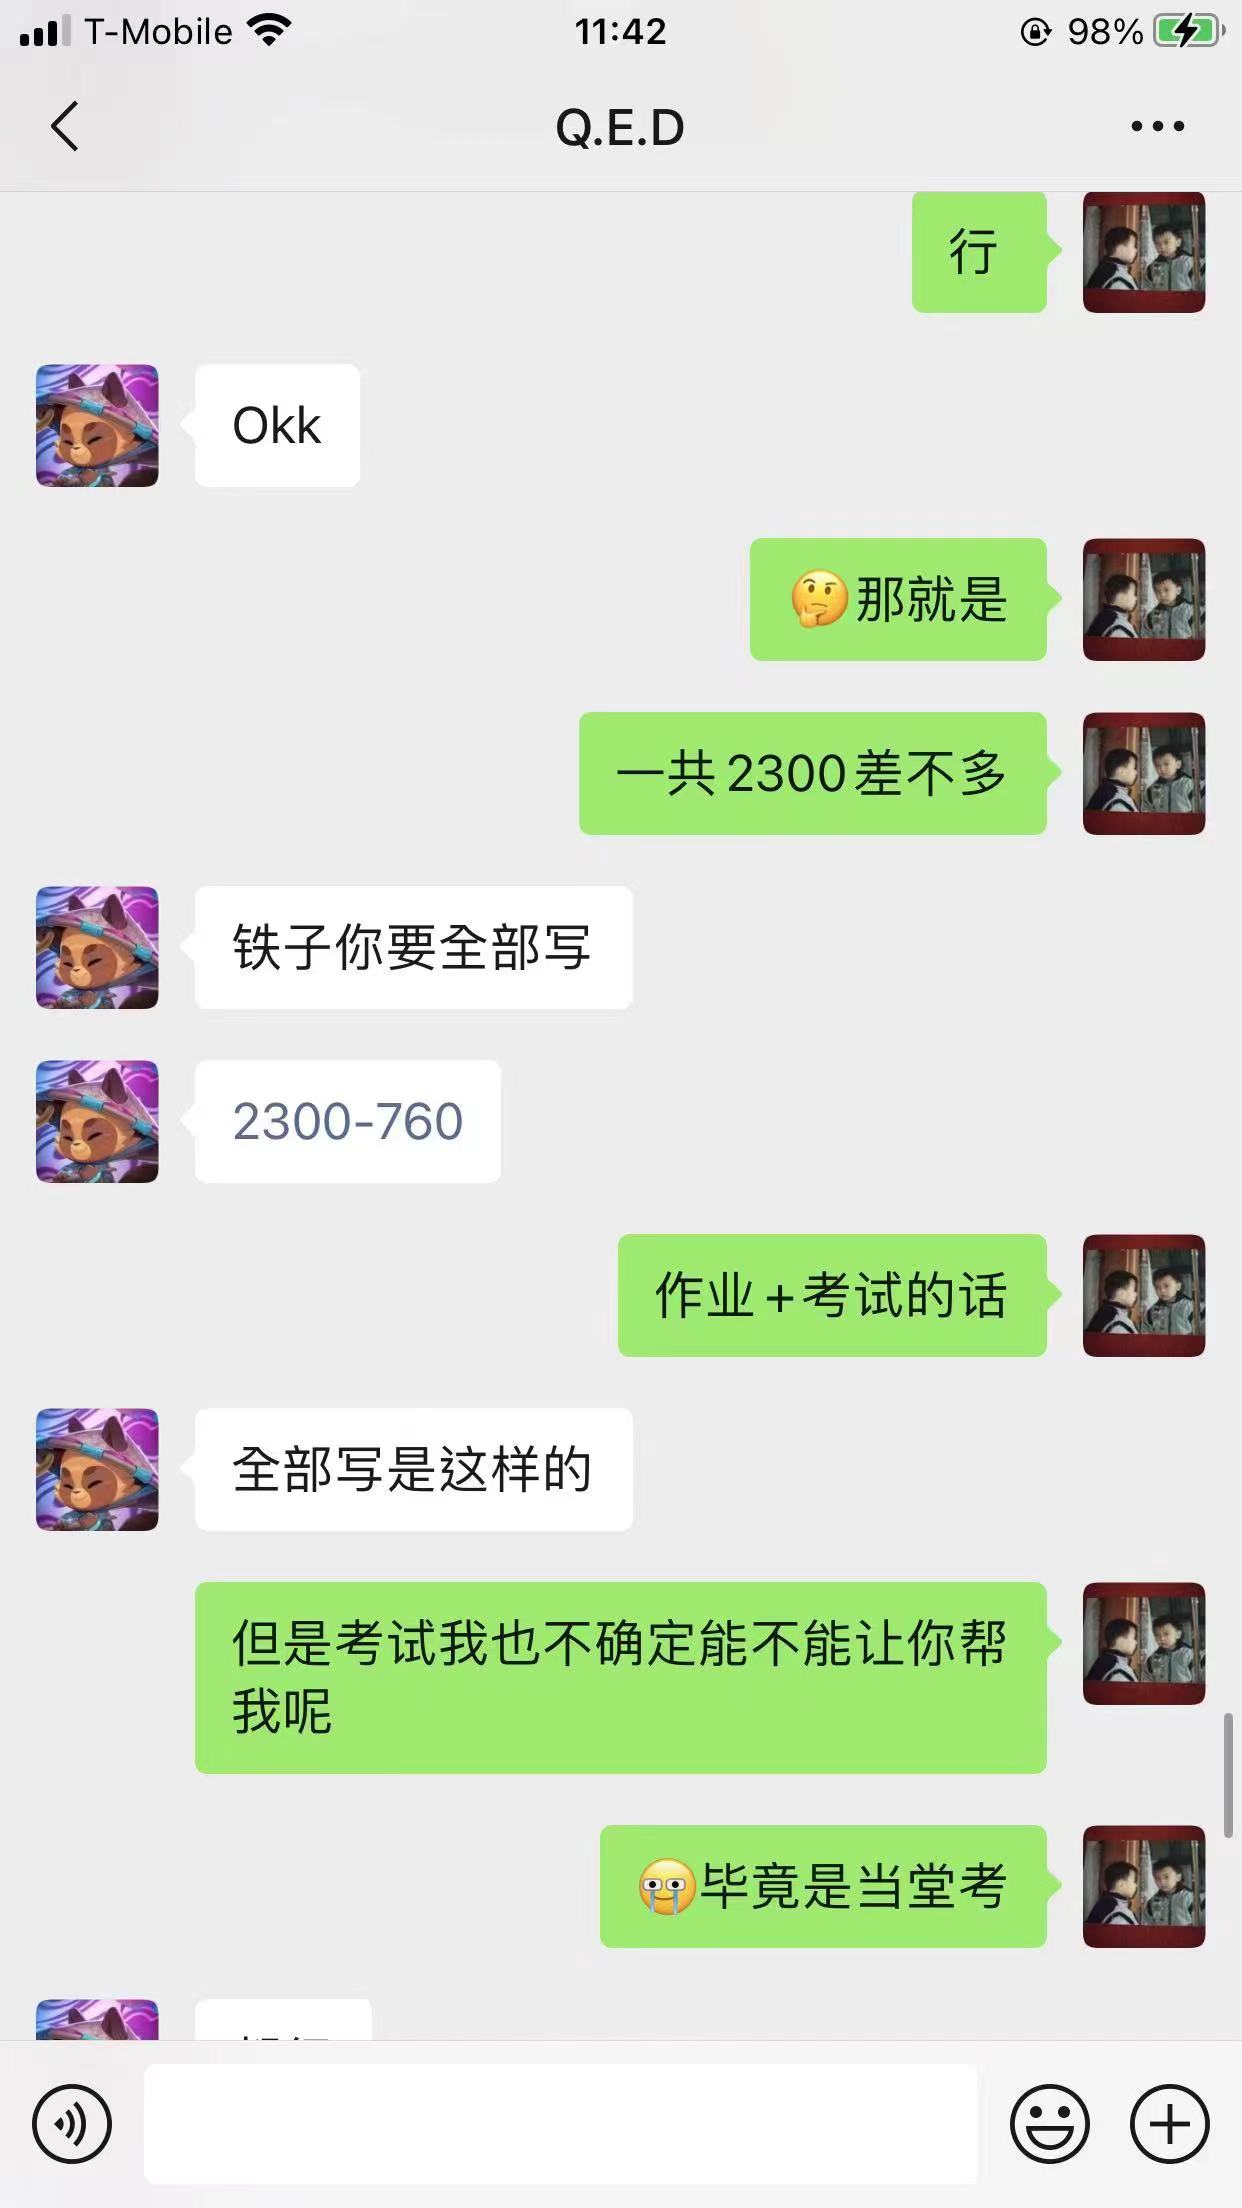 T-Mobile 11:42 98%
Q.E.D
行
Okk
🤔那就是
一共2300差不多
铁子你要全部写
2300-760
作业+考试的话
全部写是这样的
但是考试我也不确定能不能让你帮
我呢
🥹毕竟是当堂考